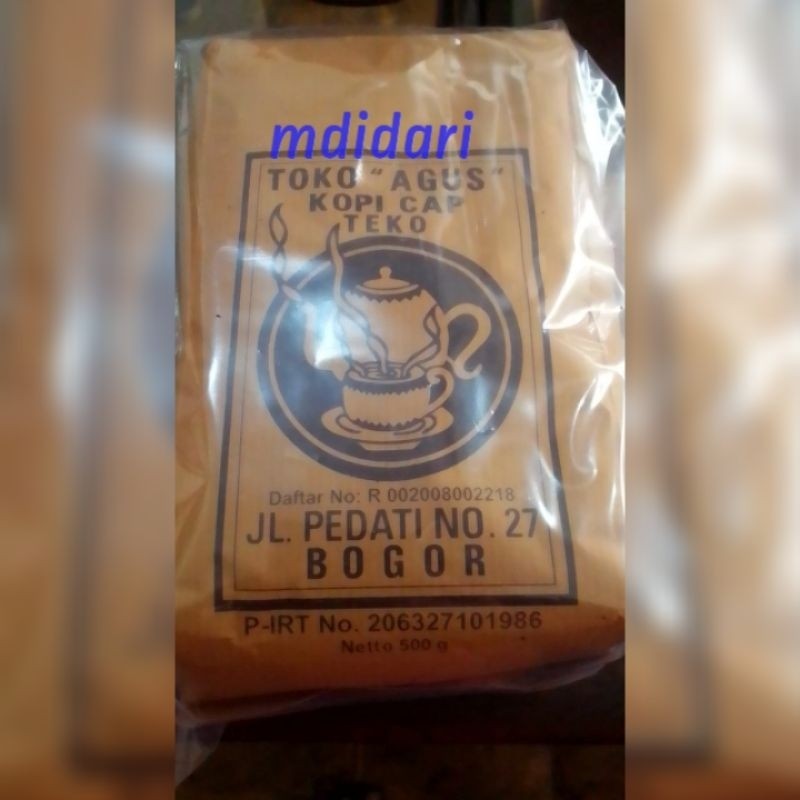 mdidari
TOKO "AGUS"
KOPI CAP
TEKO
Daftar No: R 002008002218
JL. PEDATI NO. 27
BOGOR
P-IRT No. 206327101986
Netto 500 g